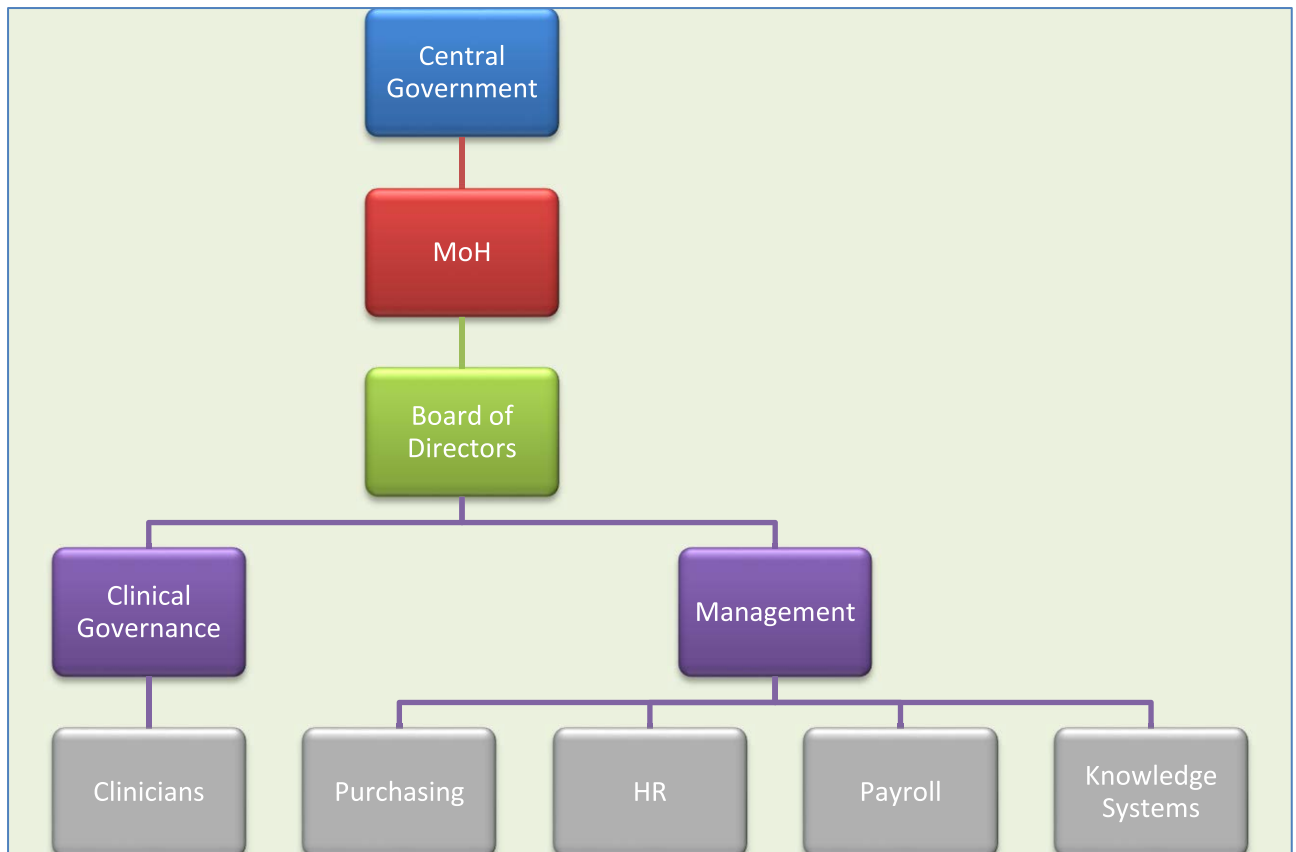 Central
Government
MoH
Board of
Directors
Clinical
Governance
Management
Clinicians
Purchasing
HR
Payroll
Knowledge
Systems